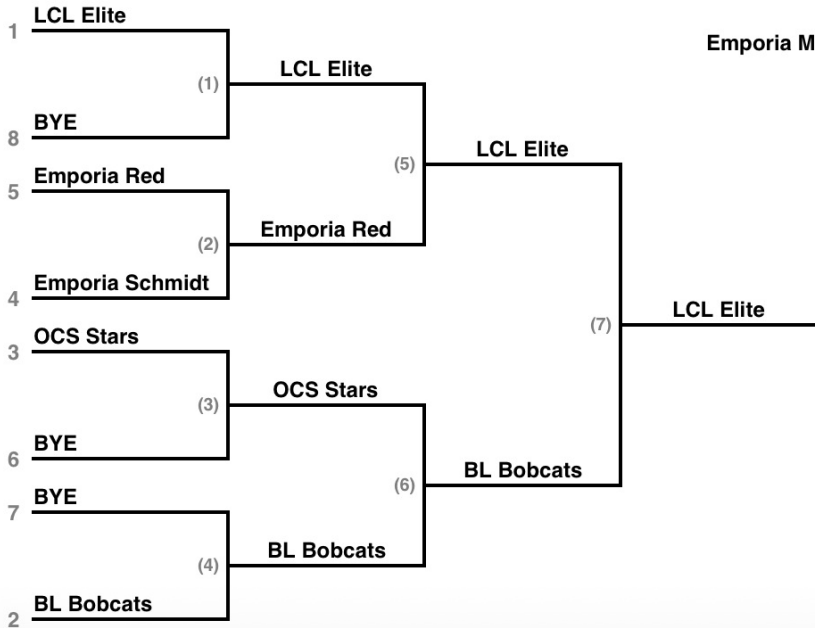 1 LCL Elite
Emporia M
(1) LCL Elite
8 BYE
LCL Elite
(5)
5 Emporia Red
(2) Emporia Red
4 Emporia Schmidt
LCL Elite
(7)
3 OCS Stars
(3) OCS Stars
6 BYE
BL Bobcats
(6)
7 BYE
(4) BL Bobcats
2 BL Bobcats